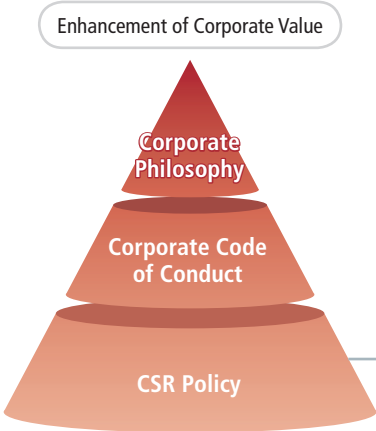 Enhancement of Corporate Value
Corporate
Philosophy
Corporate Code
of Conduct
CSR Policy